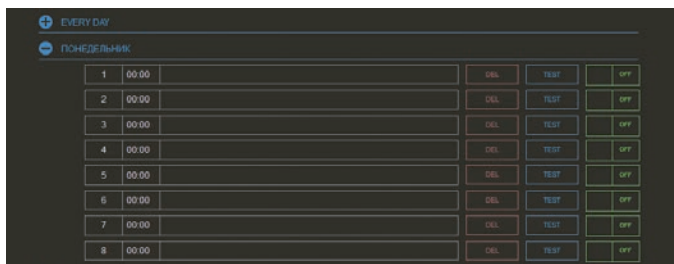 EVERY DAY
ПОНЕДЕЛЬНИК
1 00:00 DEL TEST OFF
2 00:00 DEL TEST OFF
3 00:00 DEL TEST OFF
4 00:00 DEL TEST OFF
5 00:00 DEL TEST OFF
6 00:00 DEL TEST OFF
7 00:00 DEL TEST OFF
8 00:00 DEL TEST OFF